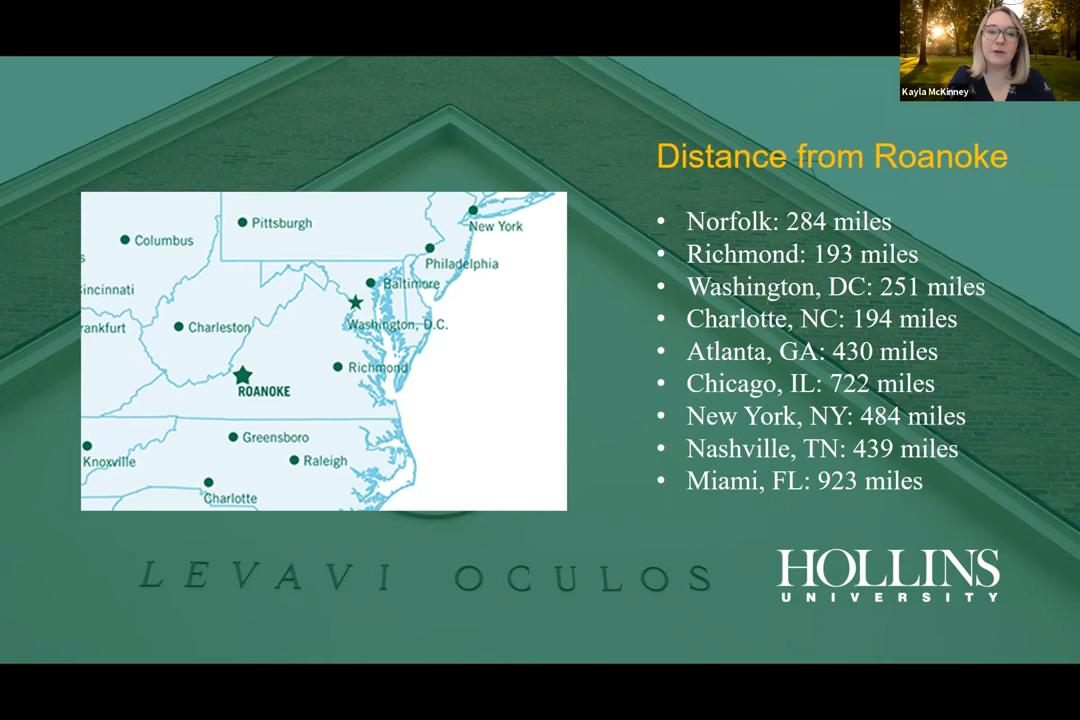 Kayla McKinney
Distance from Roanoke
• Norfolk: 284 miles
• Richmond: 193 miles
• Washington, DC: 251 miles
• Charlotte, NC: 194 miles
• Atlanta, GA: 430 miles
• Chicago, IL: 722 miles
• New York, NY: 484 miles
• Nashville, TN: 439 miles
• Miami, FL: 923 miles
Pittsburgh
New York
Columbus
Philadelphia
Baltimore
incinnati
rankfurt
Charleston
Washington, D.C.
Richmond
ROANOKE
Greensboro
Knoxville
Raleigh
Charlotte
LEVAVI OCULOS
HOLLINS
UNIVERSITY